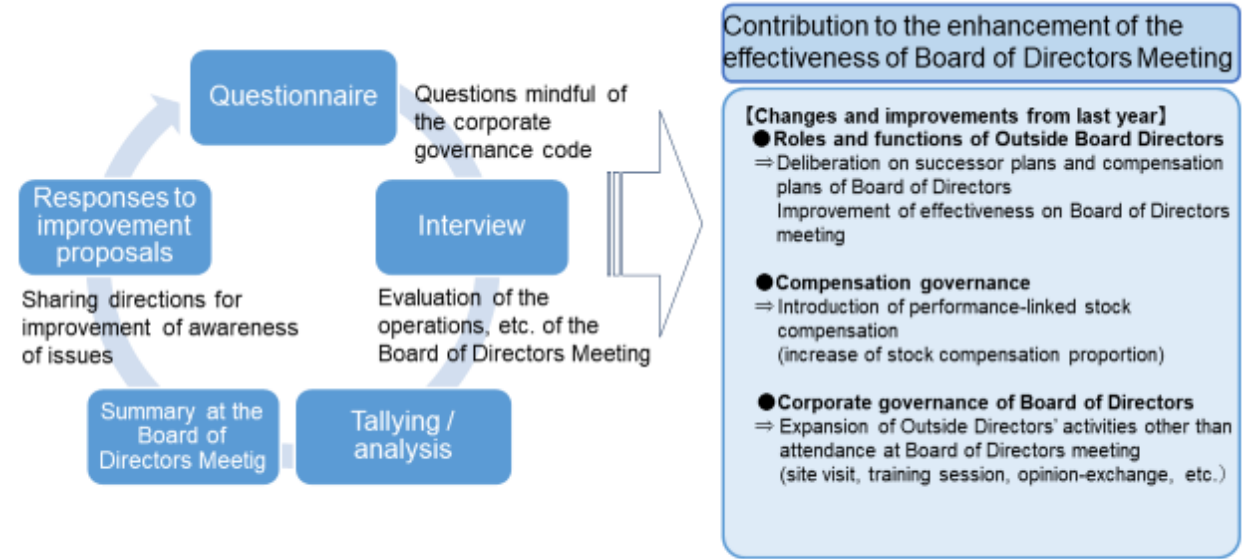 Questionnaire
Questions mindful of
the corporate
governance code
Interview
Evaluation of the
operations, etc. of the
Board of Directors Meeting
Tallying /
analysis
Summary at the
Board of
Directors Meetig
Responses to
improvement
proposals
Sharing directions for
improvement of awareness
of issues
Contribution to the enhancement of the
effectiveness of Board of Directors Meeting
【Changes and improvements from last year】
●Roles and functions of Outside Board Directors
⇒ Deliberation on successor plans and compensation
plans of Board of Directors
Improvement of effectiveness on Board of Directors
meeting
●Compensation governance
⇒ Introduction of performance-linked stock
compensation
(increase of stock compensation proportion)
●Corporate governance of Board of Directors
⇒ Expansion of Outside Directors' activities other than
attendance at Board of Directors meeting
(site visit, training session, opinion-exchange, etc.)